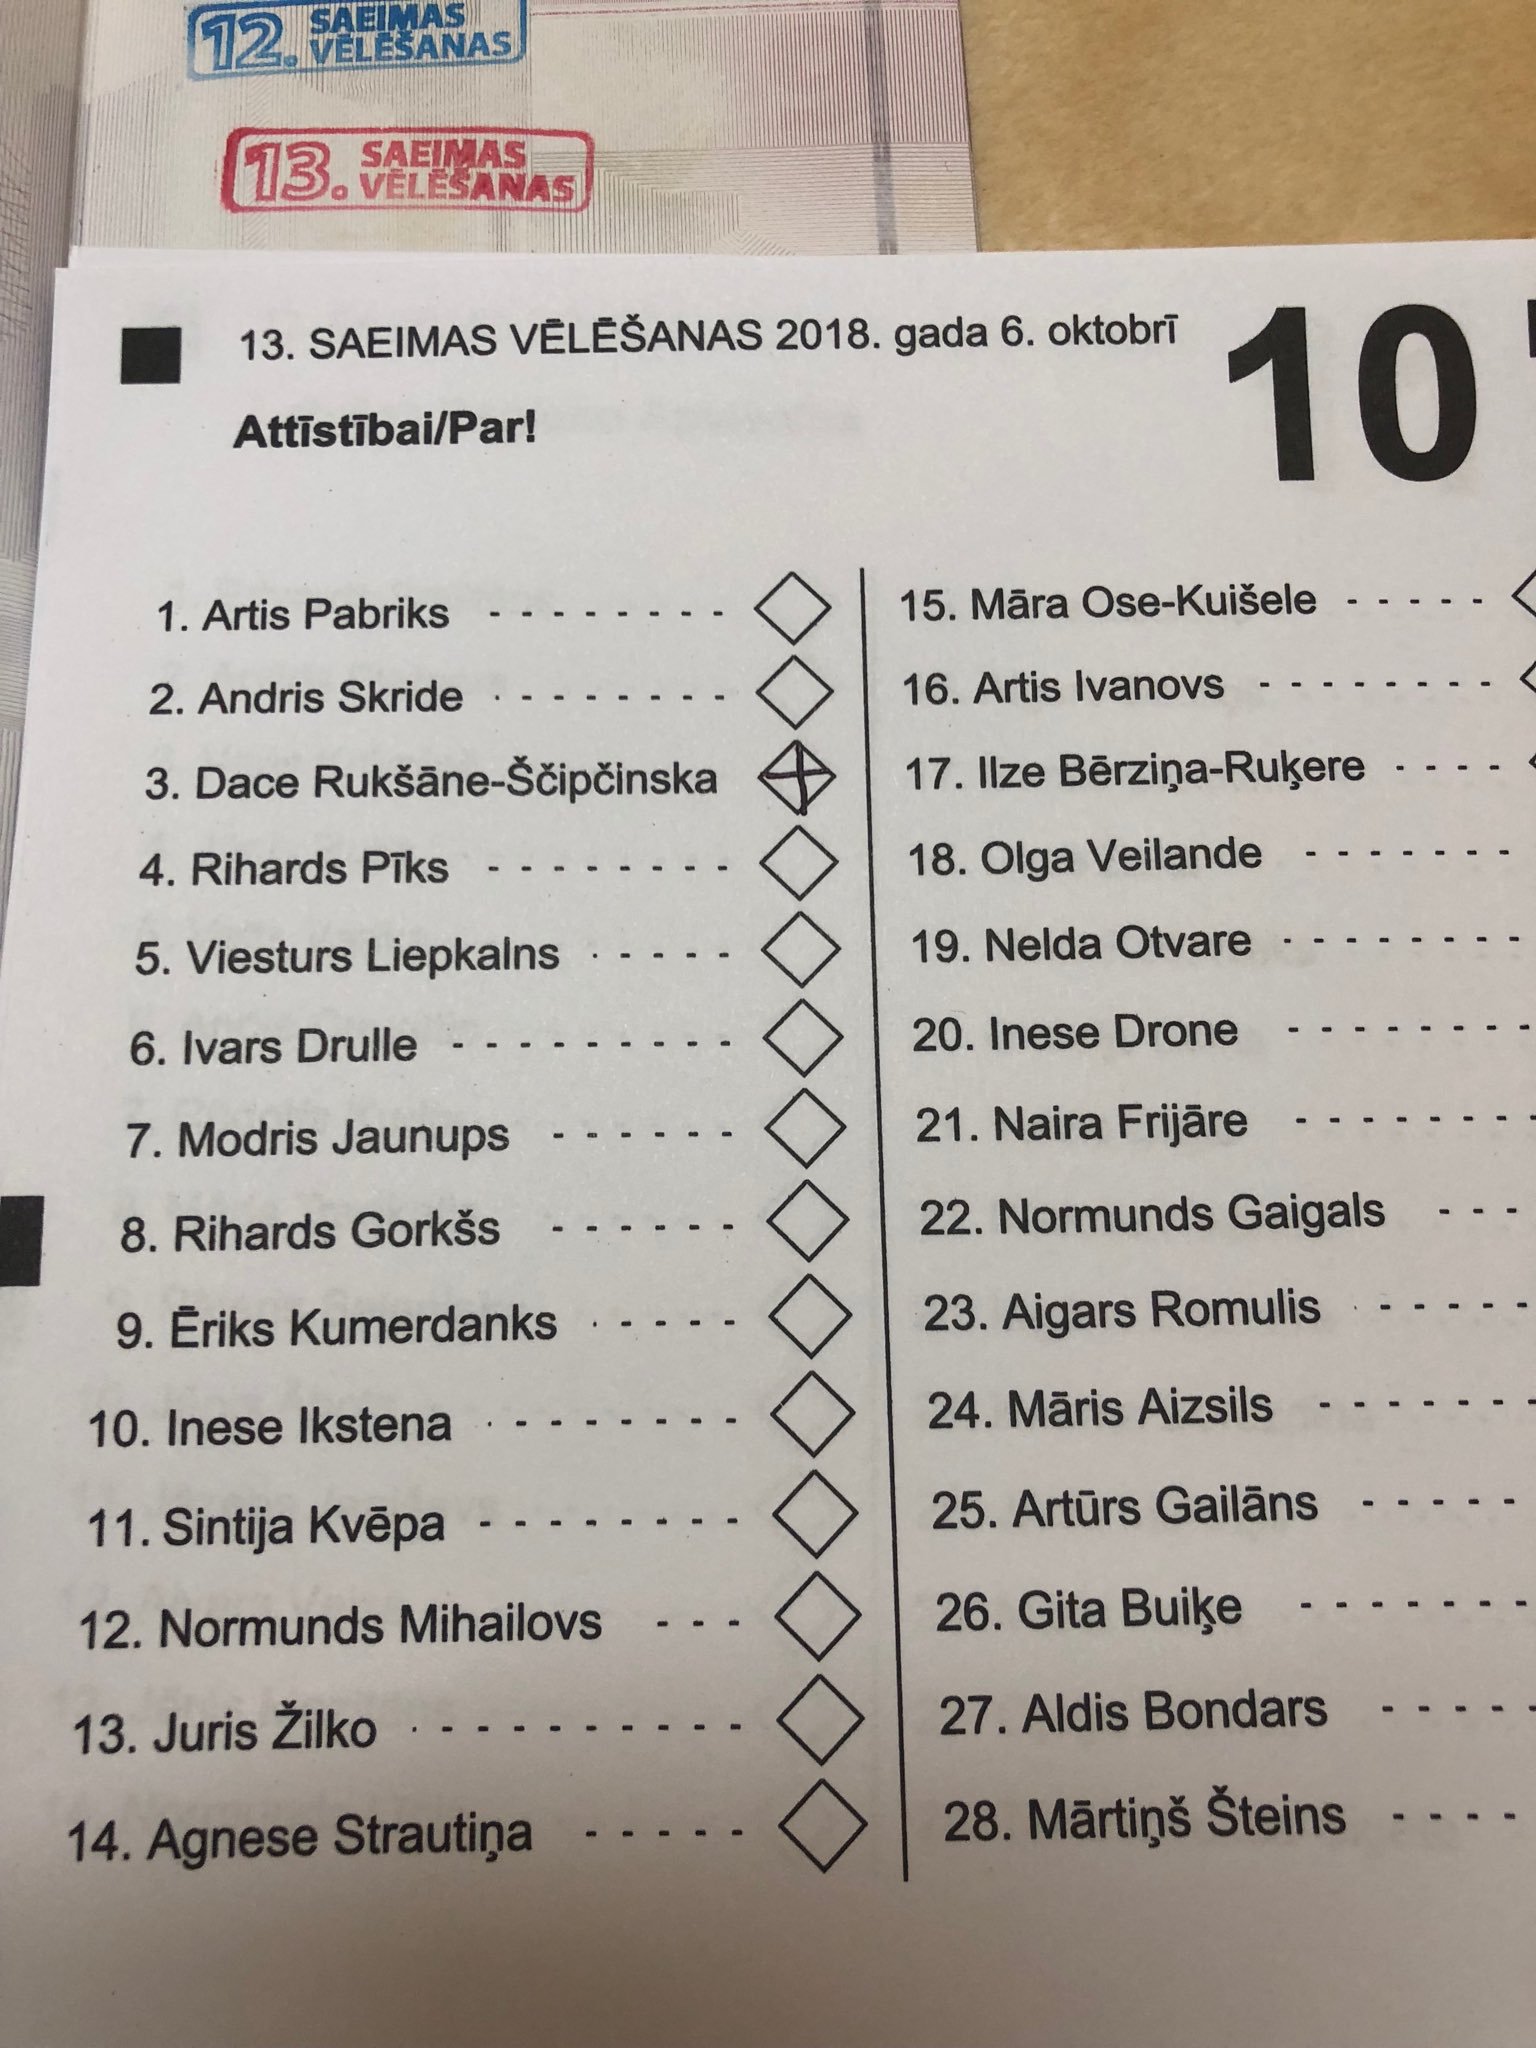 12. SAEIMAS
VĒLĒŠANAS
13. SAEIMAS
VĒLĒŠANAS
13. SAEIMAS VĒLĒŠANAS 2018. gada 6. oktobrī
10
Attīstībai/Par!
1. Artis Pabriks
2. Andris Skride
3. Dace Rukšāne-Ščipčinska
4. Rihards Pīks
5. Viesturs Liepkalns
6. Ivars Drulle
7. Modris Jaunups
8. Rihards Gorkšs
9. Ēriks Kumerdanks
10. Inese Ikstena
11. Sintija Kvēpa
12. Normunds Mihailovs
13. Juris Žilko
14. Agnese Strautiņa
15. Māra Ose-Kuišele
16. Artis Ivanovs
17. Ilze Bērziņa-Ruķere
18. Olga Veilande
19. Nelda Otvare
20. Inese Drone
21. Naira Frijāre
22. Normunds Gaigals
23. Aigars Romulis
24. Māris Aizsils
25. Artūrs Gailāns
26. Gita Buiķe
27. Aldis Bondars
28. Mārtiņš Šteins